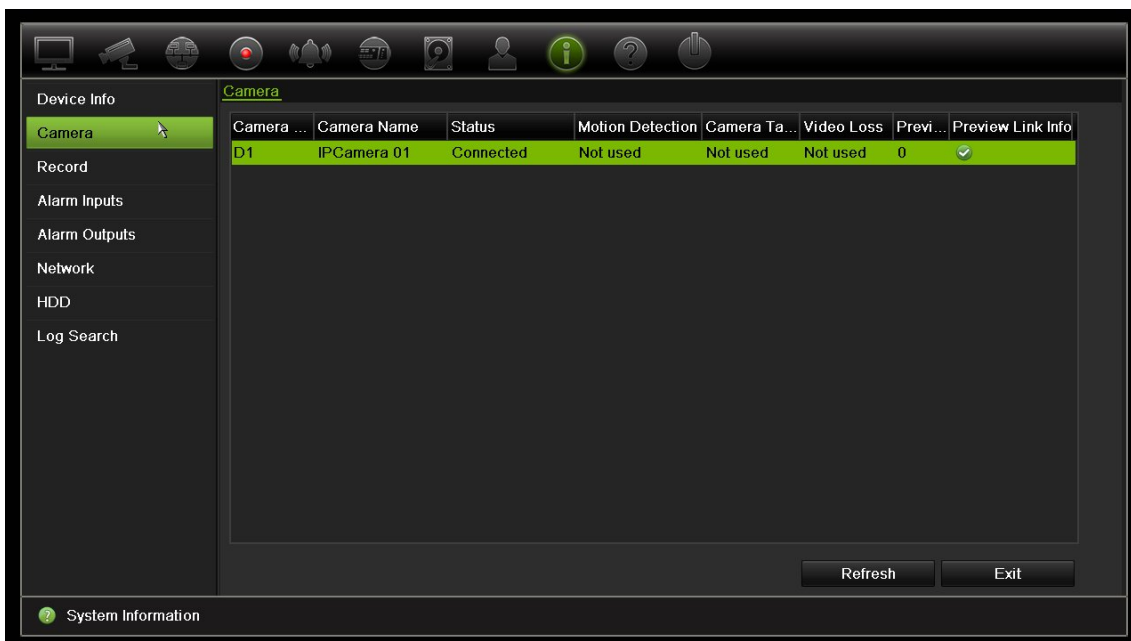 Device Info
Camera
Record
Alarm Inputs
Alarm Outputs
Network
HDD
Log Search
Camera
Camera ... Camera Name Status Motion Detection Camera Ta... Video Loss Previ... Preview Link Info
D1 IPCamera 01 Connected Not used Not used Not used 0
Refresh Exit
? System Information